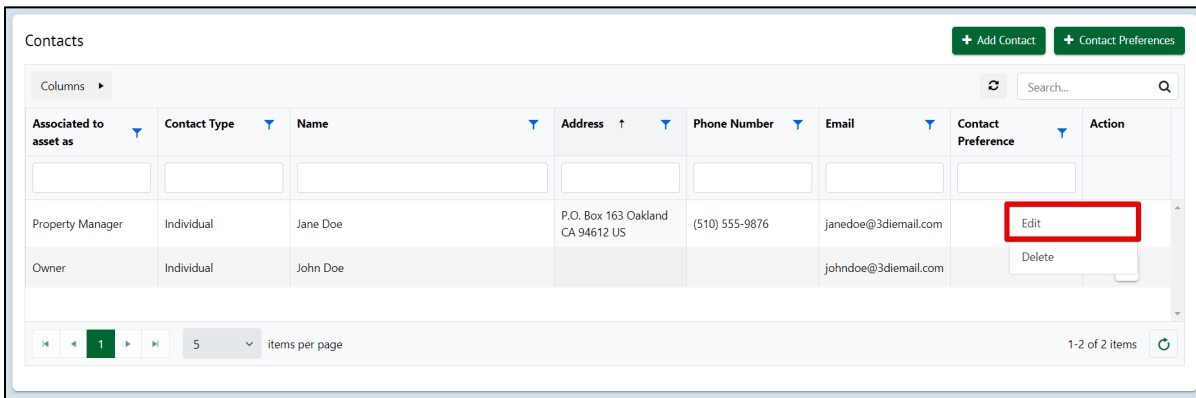 Contacts
+ Add Contact
+ Contact Preferences
Columns
Search...
Associated to asset as
Contact Type
Name
Address ↑
Phone Number
Email
Contact Preference
Action
Property Manager
Individual
Jane Doe
P.O. Box 163 Oakland
CA 94612 US
(510) 555-9876
janedoe@3diemail.com
Edit
Owner
Individual
John Doe
johndoe@3diemail.com
Delete
1
5
items per page
1-2 of 2 items